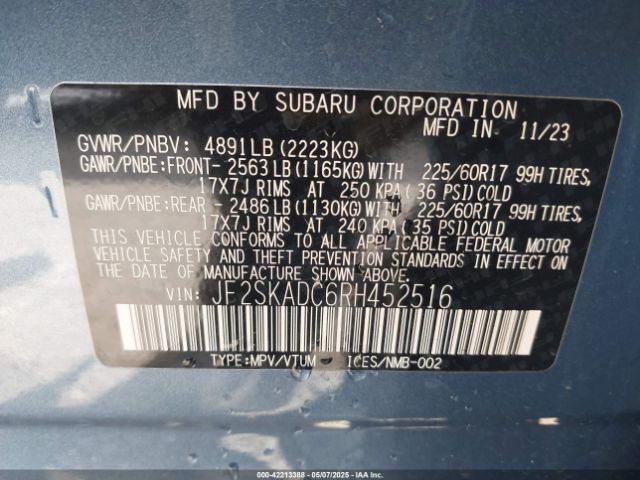 MFD BY SUBARU CORPORATION
MFD IN 11/23
GVWR/PNBV: 4891LB(2223KG)
GAWR/PNBE:FRONT-2563LB(1165KG)WITH 225/60R17 99H TIRES,
17X7J RIMS AT 250 KPA(36 PSI)COLD
GAWR/PNBE:REAR -2486LB(1130KG)WITH 225/60R17 99H TIRES,
17X7J RIMS AT 240 KPA(35 PSI)COLD
THIS VEHICLE CONFORMS TO ALL APPLICABLE FEDERAL MOTOR
VEHICLE SAFETY, BUMPER, AND THEFT PREVENTION STANDARDS IN EFFECT
ON THE DATE OF MANUFACTURE SHOWN ABOVE.
VIN: JF2SKADC6RH452516
TYPE:MPV/VTUM ICES/NMB-002
000-42213388 - 05/07/2025 - IAA Inc.